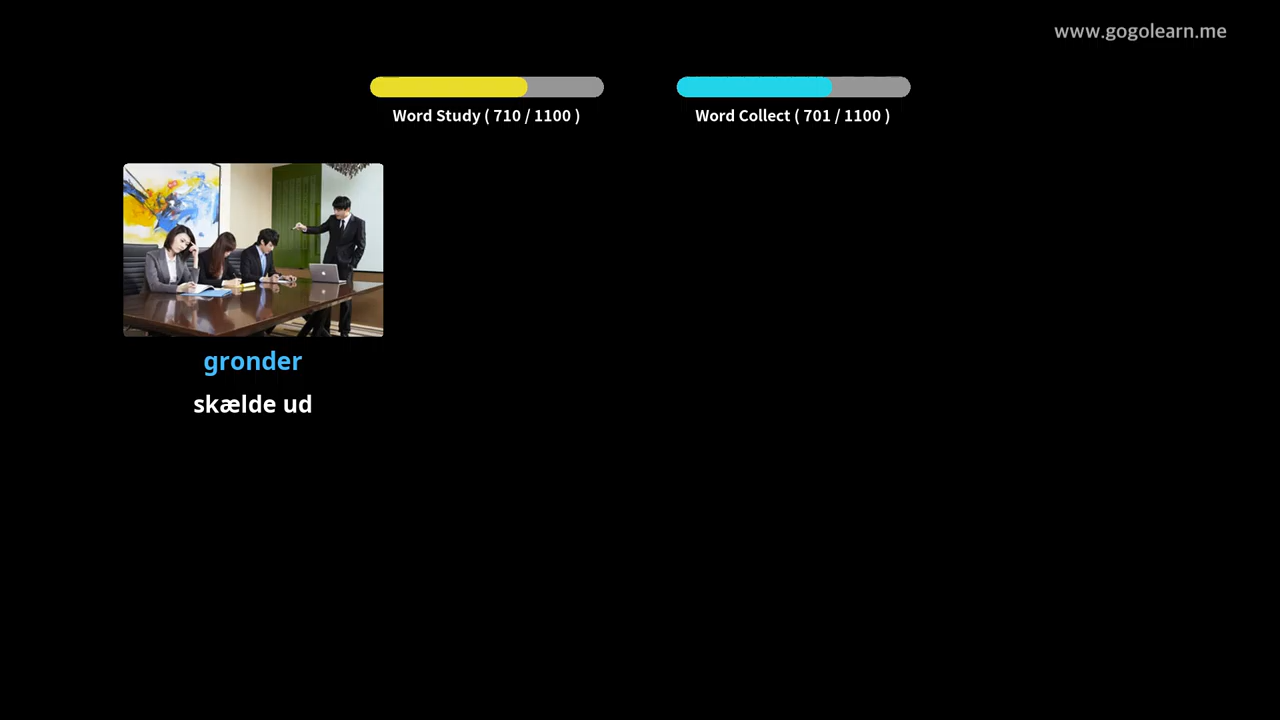 www.gogolearn.me
Word Study ( 710 / 1100 )
Word Collect ( 701 / 1100 )
gronder
skælde ud